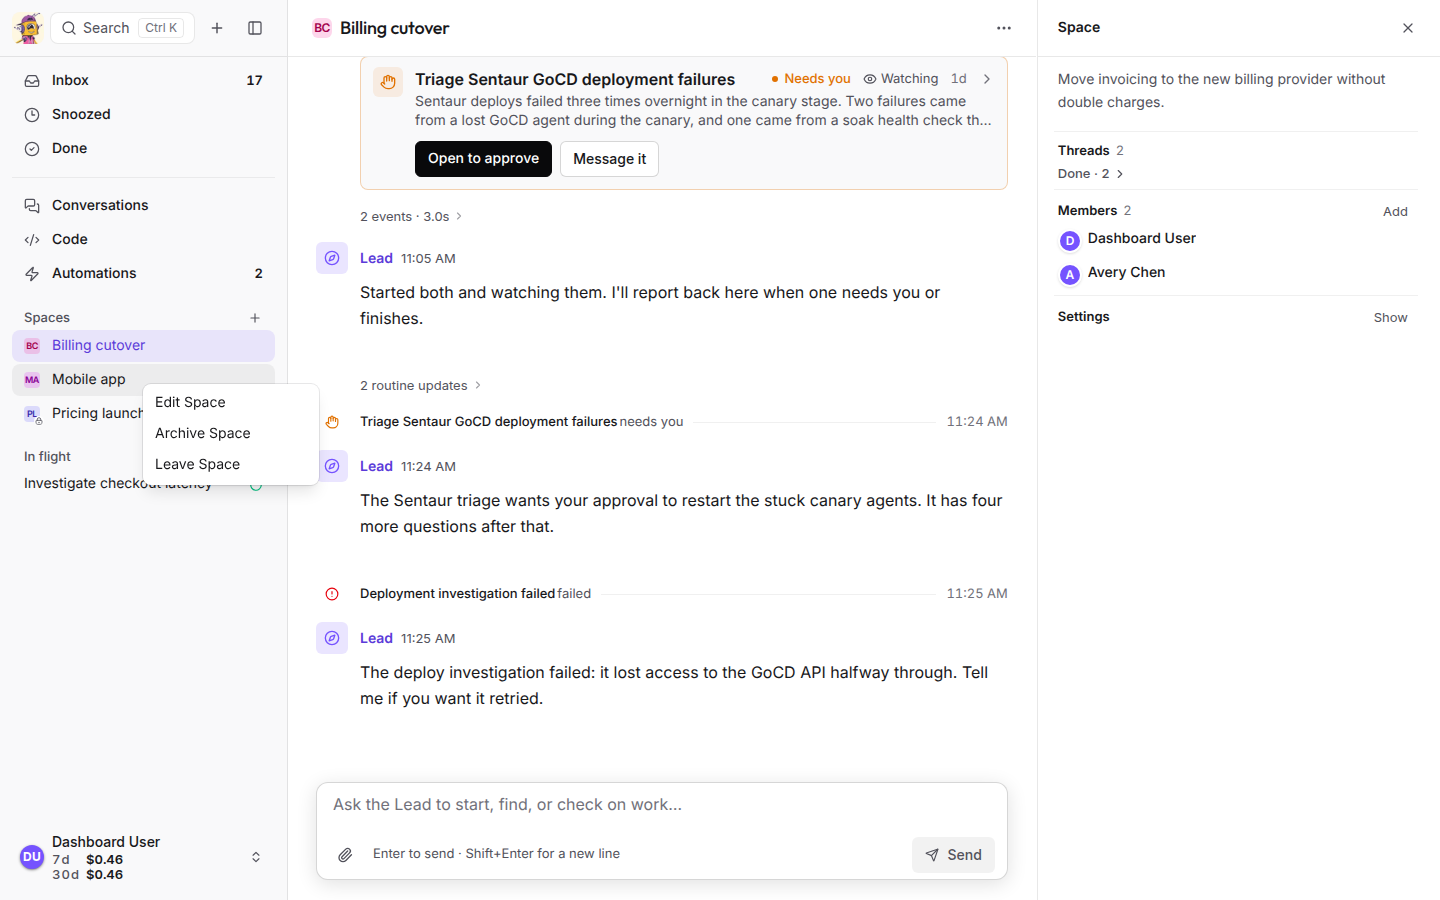 Search
Ctrl K
Inbox
17
Snoozed
Done
Conversations
Code
Automations
2
Spaces
BC
Billing cutover
MA
Mobile app
PL
Pricing launch
Edit Space
Archive Space
Leave Space
In flight
Investigate checkout latency
DU
Dashboard User
7d $0.46
30d $0.46
BC
Billing cutover
Triage Sentaur GoCD deployment failures
Needs you
Watching
1d
Sentaur deploys failed three times overnight in the canary stage. Two failures came
from a lost GoCD agent during the canary, and one came from a soak health check th...
Open to approve
Message it
2 events · 3.0s
Lead 11:05 AM
Started both and watching them. I'll report back here when one needs you or
finishes.
2 routine updates
Triage Sentaur GoCD deployment failures needs you
11:24 AM
Lead 11:24 AM
The Sentaur triage wants your approval to restart the stuck canary agents. It has four
more questions after that.
Deployment investigation failed failed
11:25 AM
Lead 11:25 AM
The deploy investigation failed: it lost access to the GoCD API halfway through. Tell
me if you want it retried.
Ask the Lead to start, find, or check on work...
Enter to send · Shift+Enter for a new line
Send
Space
Move invoicing to the new billing provider without
double charges.
Threads 2
Done · 2
Members 2
Add
D
Dashboard User
A
Avery Chen
Settings
Show